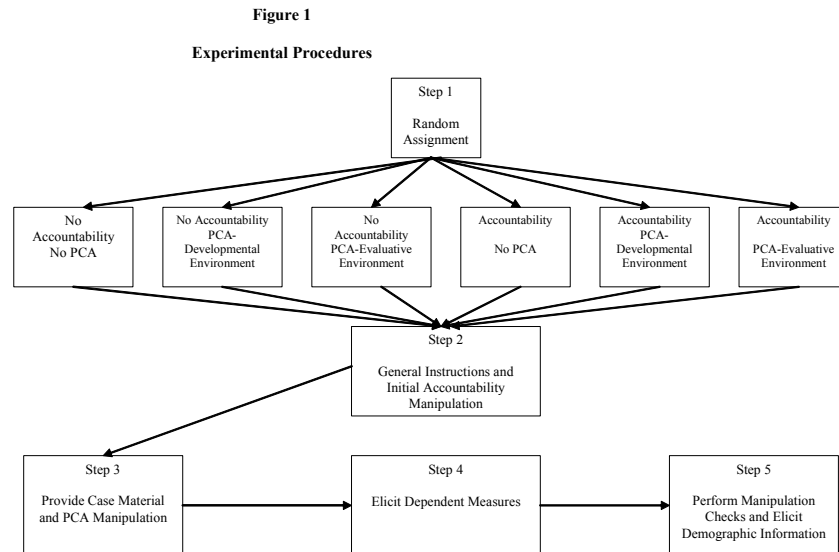 Figure 1
Experimental Procedures
Step 1
Random
Assignment
No
Accountability
No PCA
No Accountability
PCA-
Developmental
Environment
No
Accountability
PCA-Evaluative
Environment
Accountability
No PCA
Accountability
PCA-
Developmental
Environment
Accountability
PCA-Evaluative
Environment
Step 2
General Instructions and
Initial Accountability
Manipulation
Step 3
Provide Case Material
and PCA Manipulation
Step 4
Elicit Dependent Measures
Step 5
Perform Manipulation
Checks and Elicit
Demographic Information